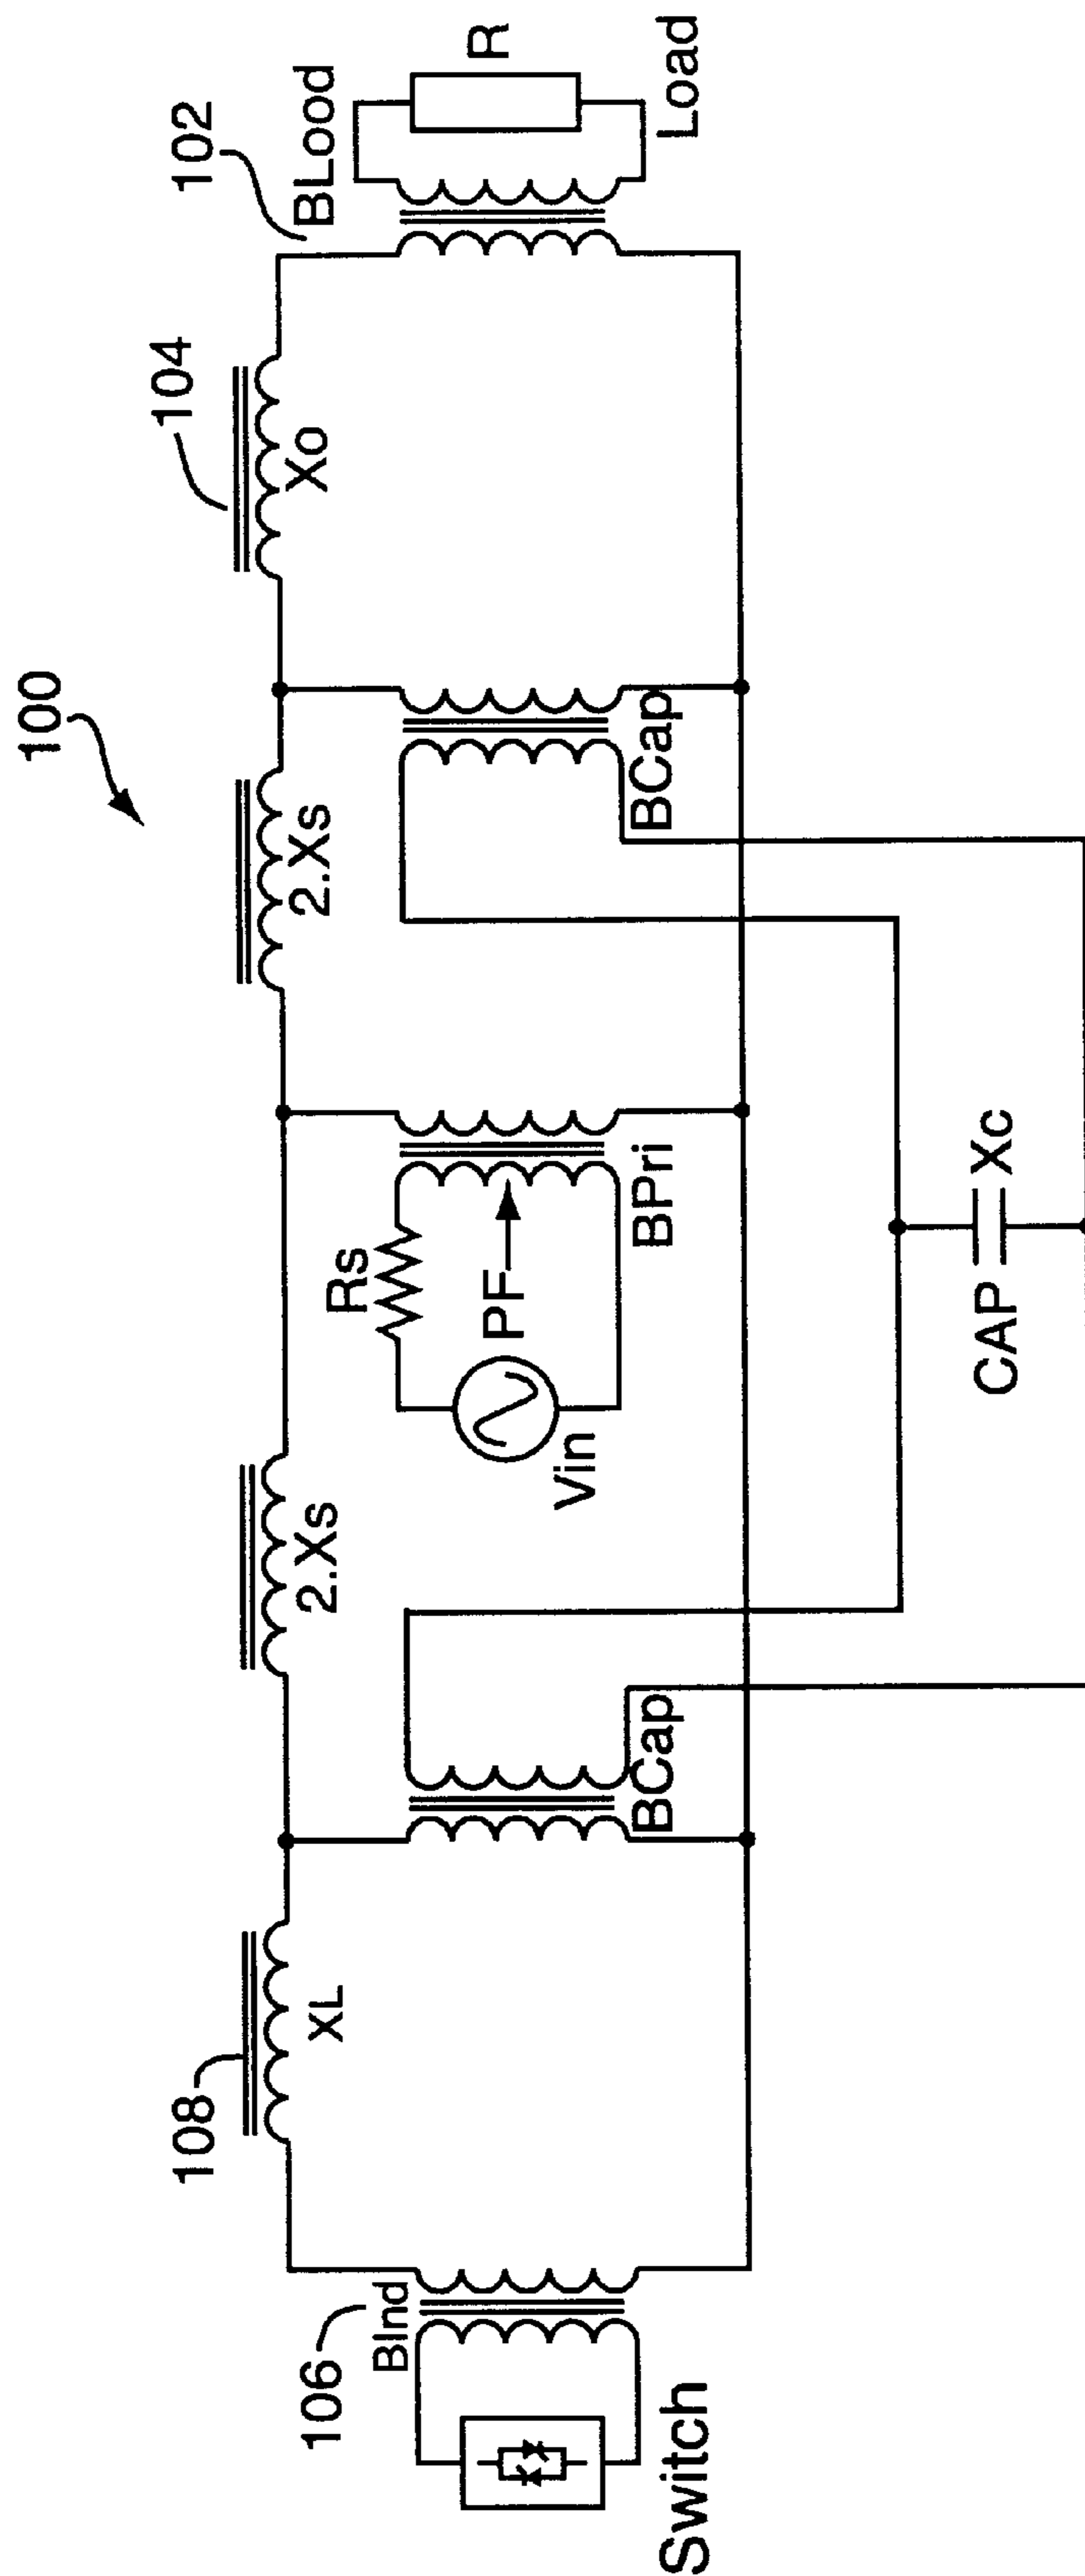 100
108
XL
2.Xs
2.Xs
104
Xo
102
BLood
106
BInd
Switch
BCap
Vin
Rs
PF
BPri
BCap
R
Load
CAP
Xc